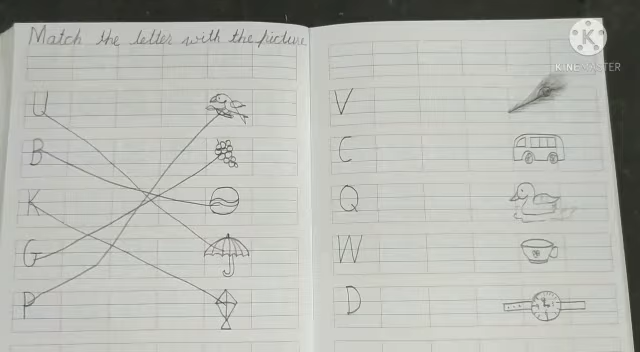 Match the letter with the picture
U
B
K
G
P
V
C
Q
W
D
K
KINEMASTER